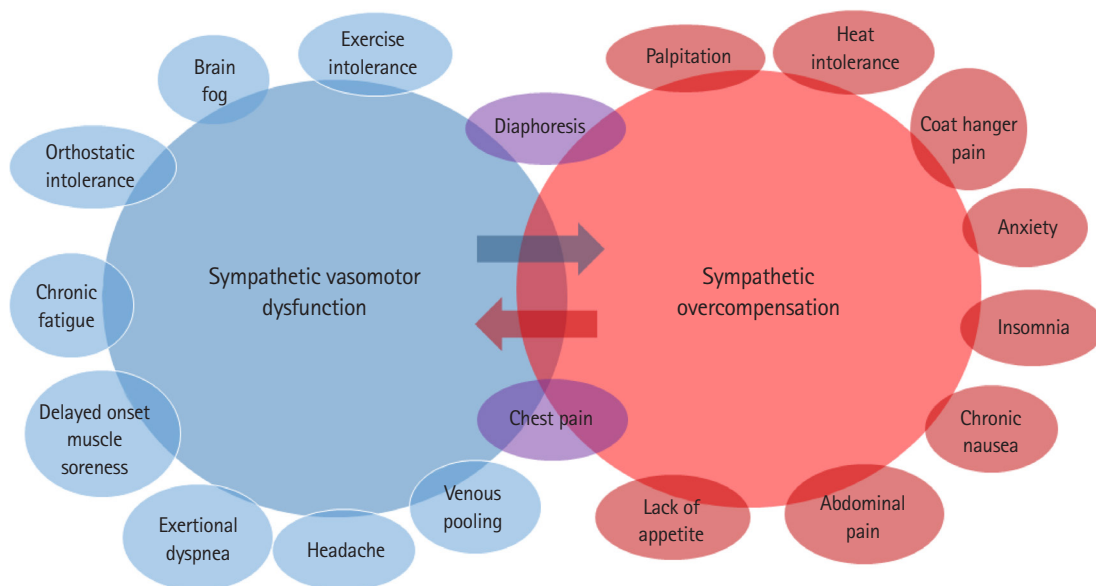 Exercise
intolerance
Brain
fog
Orthostatic
intolerance
Chronic
fatigue
Delayed onset
muscle
soreness
Exertional
dyspnea
Headache
Venous
pooling
Sympathetic vasomotor
dysfunction
Diaphoresis
Chest pain
Sympathetic
overcompensation
Palpitation
Heat
intolerance
Coat hanger
pain
Anxiety
Insomnia
Chronic
nausea
Abdominal
pain
Lack of
appetite